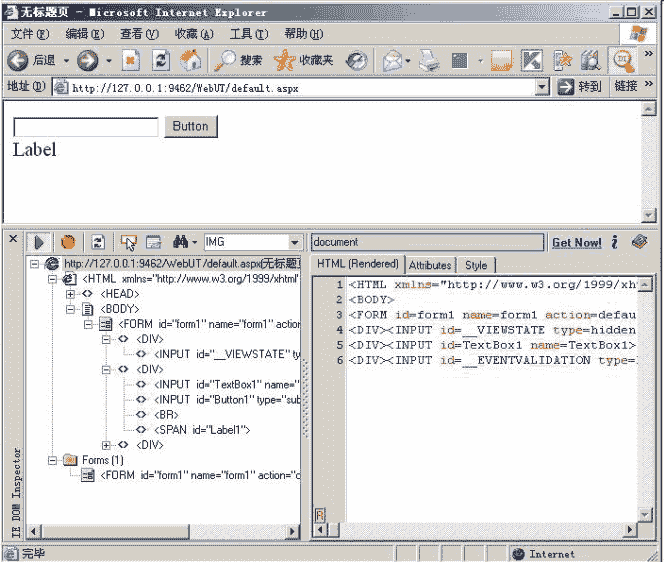 无标题页 - Microsoft Internet Explorer
文件(F) 编辑(E) 查看(V) 收藏(A) 工具(T) 帮助(H)
后退 搜索 收藏夹
地址(D) http://127.0.0.1:9462/WebUT/default.aspx 转到 链接 »
Button
Label
IMG document Get Now!
http://127.0.0.1:9462/WebUT/default.aspx(无标题页
<HTML xmlns="http://www.w3.org/1999/xhtml"
<HEAD>
<BODY>
<FORM id="form1" name="form1" action
<DIV>
<INPUT id="__VIEWSTATE" ty
<DIV>
<INPUT id="TextBox1" name="
<INPUT id="Button1" type="sub
<BR>
<SPAN id="Label1">
<DIV>
Forms (1)
<FORM id="form1" name="form1" action="c
IE DOM Inspector
HTML (Rendered) Attributes Style
1 <HTML xmlns="http://www.w3.org/1999/xh
2 <BODY>
3 <FORM id=form1 name=form1 action=defau
4 <DIV><INPUT id=__VIEWSTATE type=hidden
5 <DIV><INPUT id=TextBox1 name=TextBox1>
6 <DIV><INPUT id=__EVENTVALIDATION type=
完毕 Internet